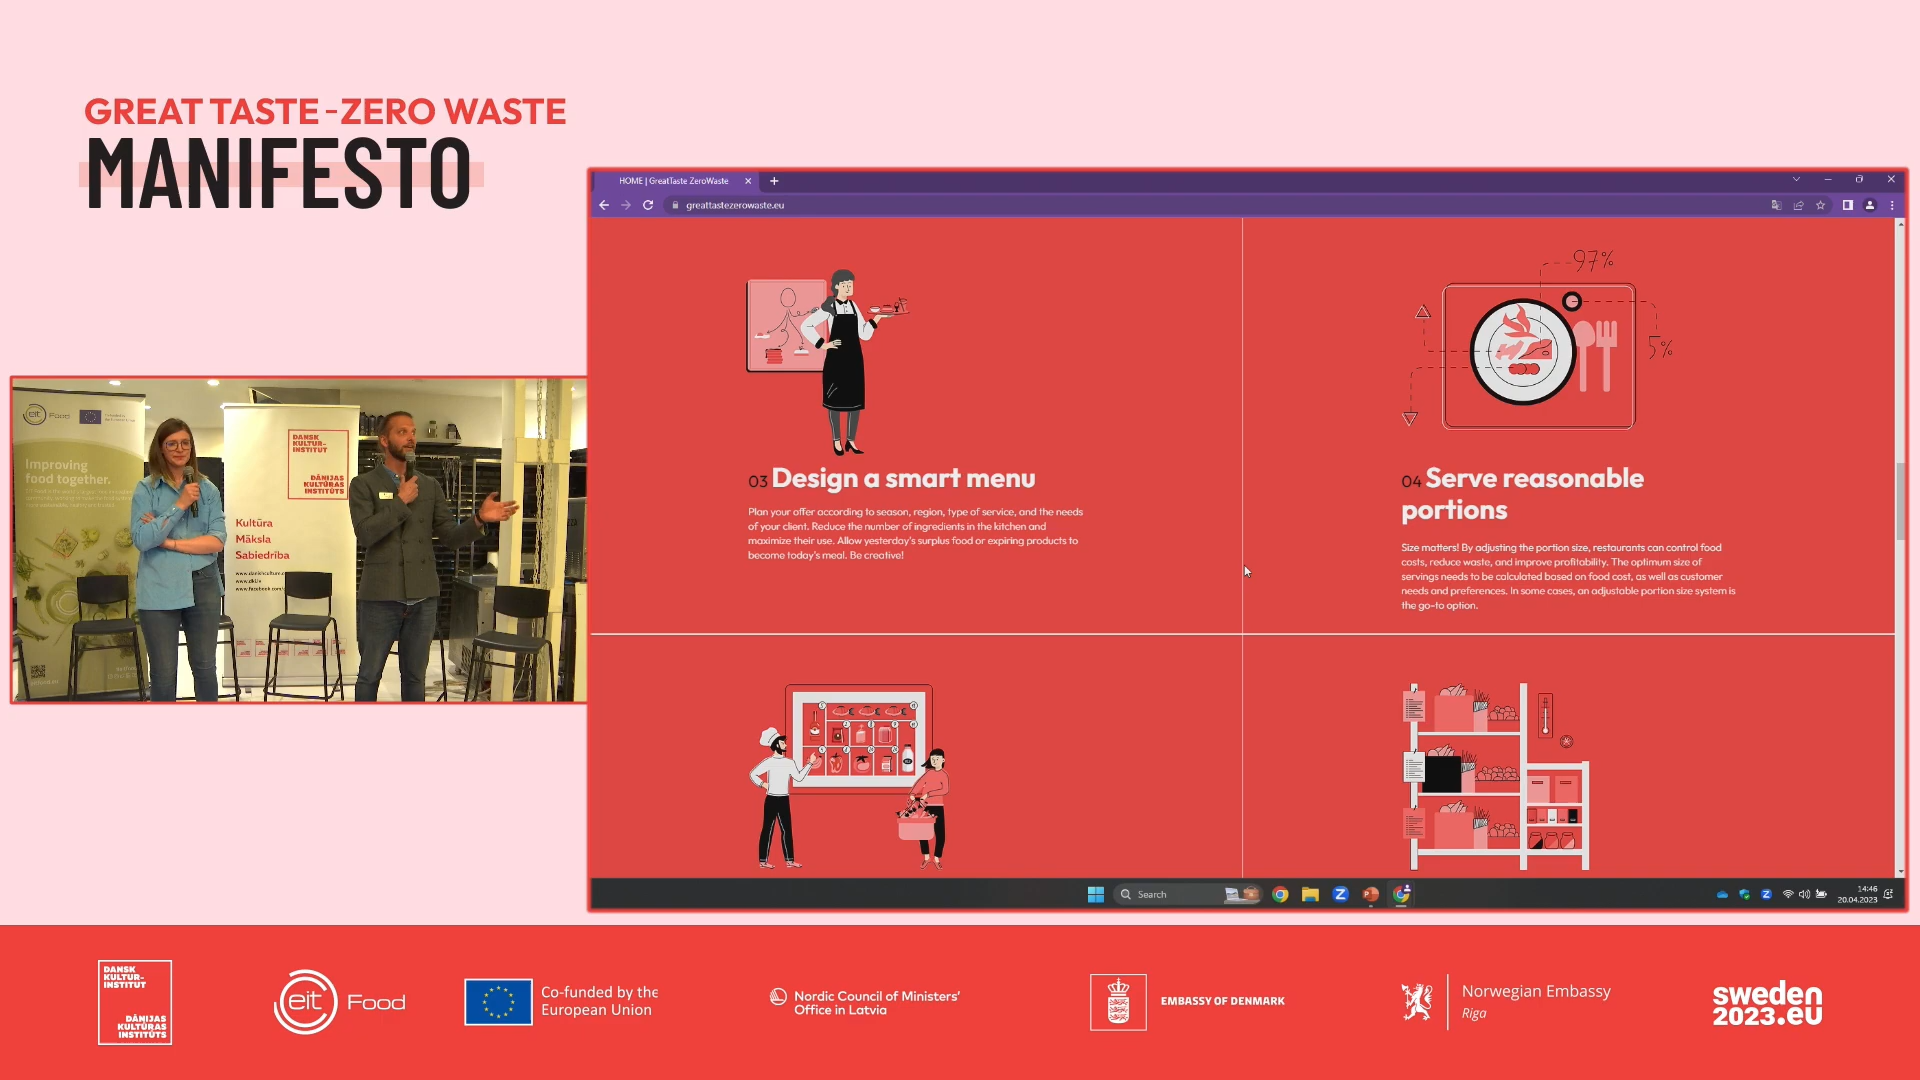 GREAT TASTE - ZERO WASTE
MANIFESTO
HOME | GreatTaste ZeroWaste
greattastezerowaste.eu
97%
5%
03 Design a smart menu
Plan your offer according to season, region, type of service, and the needs
of your client. Reduce the number of ingredients in the kitchen and
maximize their use. Allow yesterday's surplus food or expiring products to
become today's meal. Be creative!
04 Serve reasonable
portions
Size matters! By adjusting the portion size, restaurants can control food
costs, reduce waste, and improve profitability. The optimum size of
servings needs to be calculated based on food cost, as well as customer
needs and preferences. In some cases, an adjustable portion size system is
the go-to option.
eit Food
Improving
food together.
DANSK
KULTUR-
INSTITUT
DĀNIJAS
KULTŪRAS
INSTITŪTS
Kultūra
Māksla
Sabiedrība
Search
14:46
20.04.2023
DANSK
KULTUR-
INSTITUT
DĀNIJAS
KULTŪRAS
INSTITŪTS
eit Food
Co-funded by the
European Union
Nordic Council of Ministers'
Office in Latvia
EMBASSY OF DENMARK
Norwegian Embassy
Riga
sweden
2023.eu